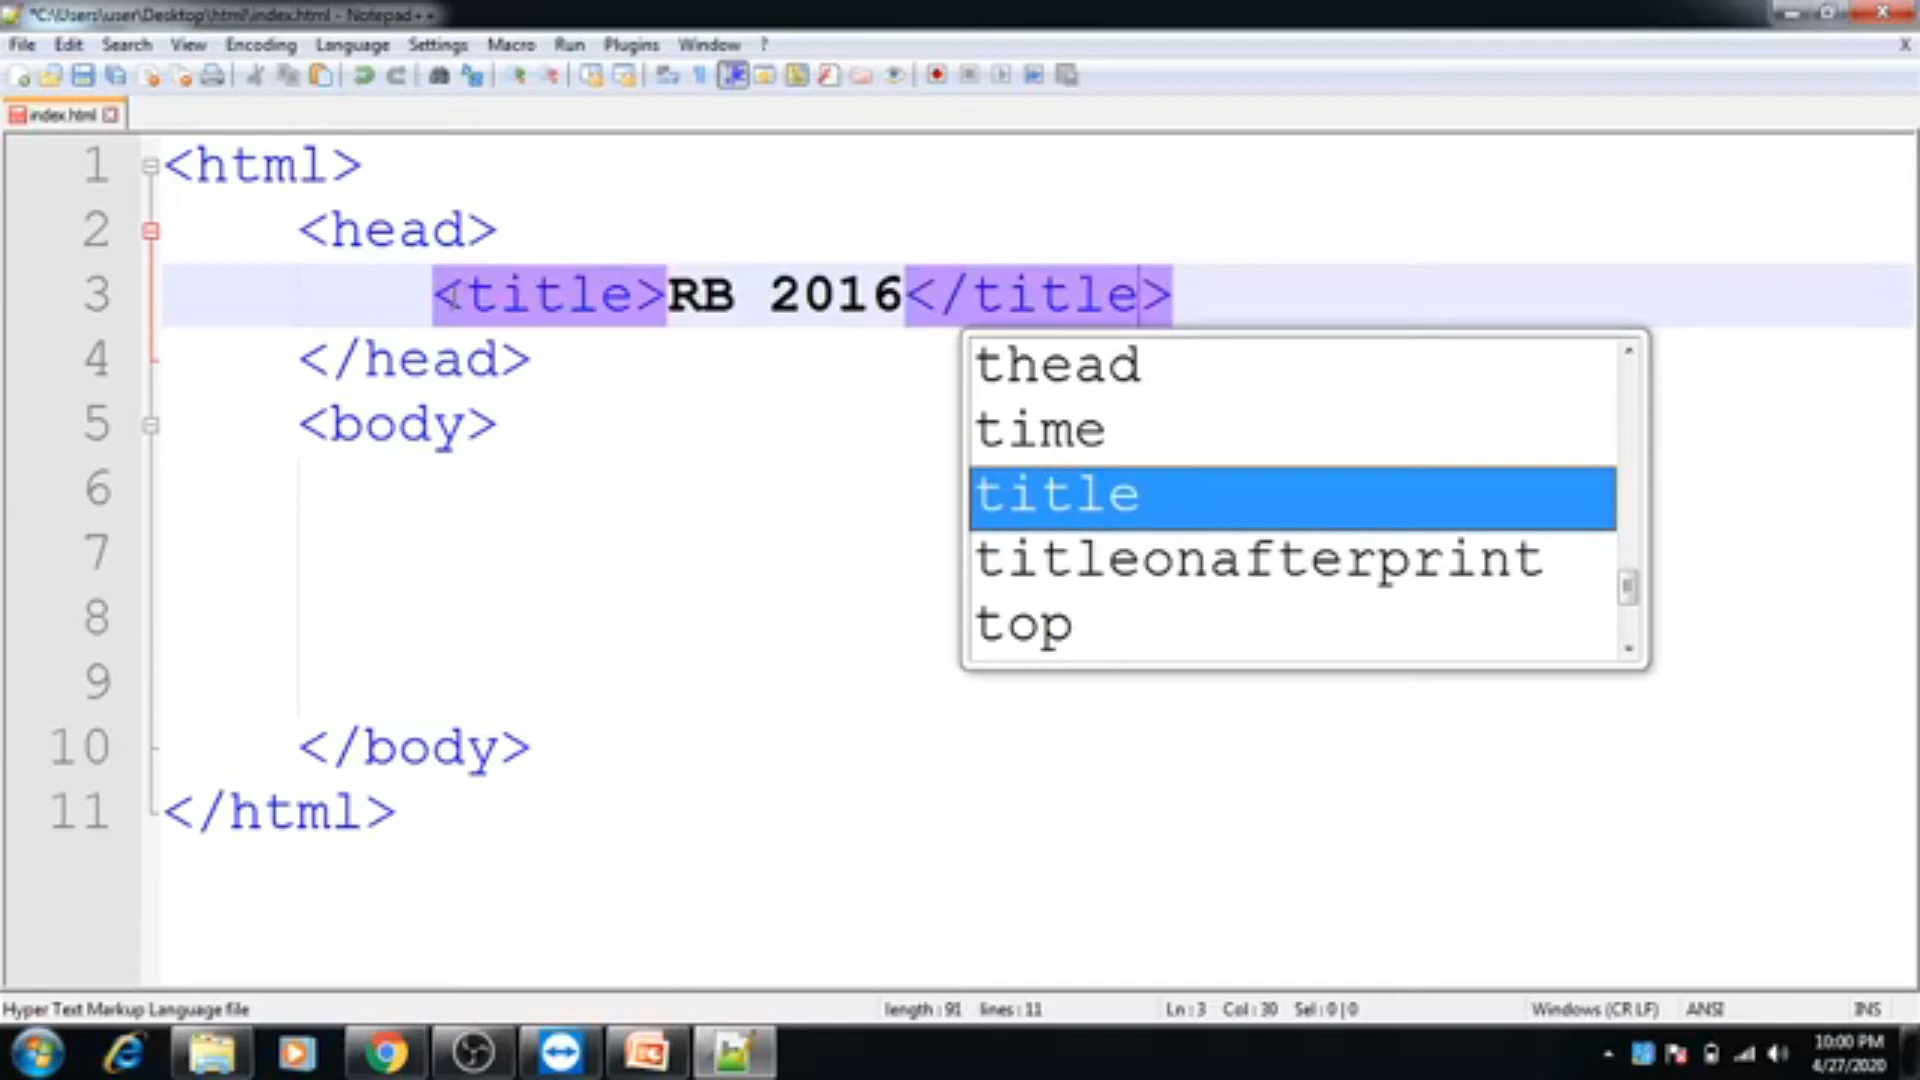 *C:\Users\user\Desktop\html\index.html - Notepad++
File Edit Search View Encoding Language Settings Macro Run Plugins Window ? X
index.html
1 <html>
2 <head>
3 <title>RB 2016</title>
4 </head>
5 <body>
6
7
8
9
10 </body>
11 </html>
thead
time
title
titleonafterprint
top
Hyper Text Markup Language file length : 91 lines : 11 Ln : 3 Col : 30 Sel : 0 | 0 Windows (CR LF) ANSI INS
10:00 PM
4/27/2020